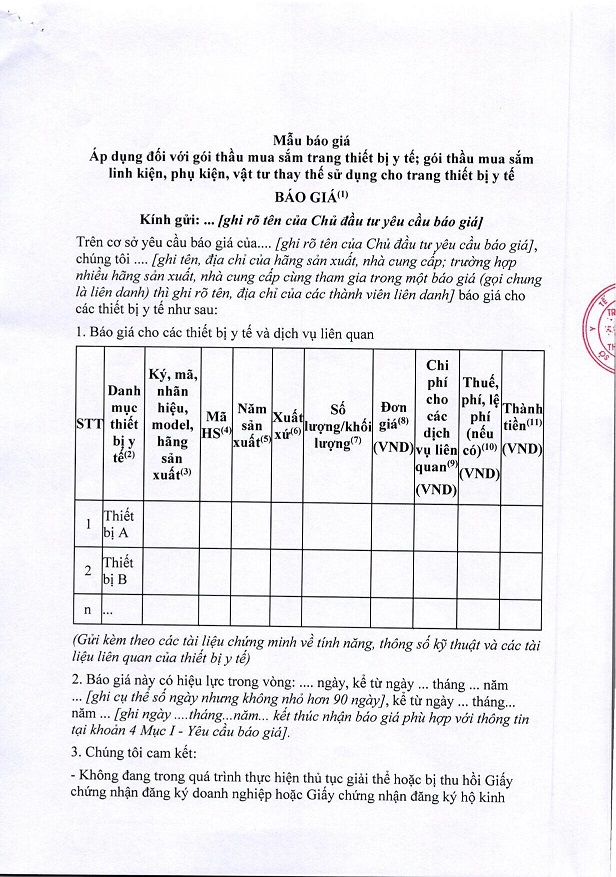 Mẫu báo giá
Áp dụng đối với gói thầu mua sắm trang thiết bị y tế; gói thầu mua sắm
linh kiện, phụ kiện, vật tư thay thế sử dụng cho trang thiết bị y tế
BÁO GIÁ(1)
Kính gửi: ... [ghi rõ tên của Chủ đầu tư yêu cầu báo giá]
Trên cơ sở yêu cầu báo giá của.... [ghi rõ tên của Chủ đầu tư yêu cầu báo giá],
chúng tôi .... [ghi tên, địa chỉ của hãng sản xuất, nhà cung cấp; trường hợp
nhiều hãng sản xuất, nhà cung cấp cùng tham gia trong một báo giá (gọi chung
là liên danh) thì ghi rõ tên, địa chỉ của các thành viên liên danh] báo giá cho
các thiết bị y tế như sau:
1. Báo giá cho các thiết bị y tế và dịch vụ liên quan
STT
Danh
mục
thiết
bị y
tế(2)
Ký, mã,
nhãn
hiệu,
model,
hãng
sản
xuất(3)
Mã
HS(4)
Năm
sản
xuất(5)
Xuất
xứ(6)
Số
lượng/khối
lượng(7)
Đơn
giá(8)
(VND)
Chi
phí
cho
các
dịch
vụ liên
quan(9)
(VND)
Thuế,
phí, lệ
phí
(nếu
có)(10)
(VND)
Thành
tiền(11)
(VND)
1
Thiết
bị A
2
Thiết
bị B
n
...
(Gửi kèm theo các tài liệu chứng minh về tính năng, thông số kỹ thuật và các tài
liệu liên quan của thiết bị y tế)
2. Báo giá này có hiệu lực trong vòng: .... ngày, kể từ ngày ... tháng ... năm
... [ghi cụ thể số ngày nhưng không nhỏ hơn 90 ngày], kể từ ngày ... tháng...
năm ... [ghi ngày ....tháng...năm... kết thúc nhận báo giá phù hợp với thông tin
tại khoản 4 Mục I - Yêu cầu báo giá].
3. Chúng tôi cam kết:
- Không đang trong quá trình thực hiện thủ tục giải thể hoặc bị thu hồi Giấy
chứng nhận đăng ký doanh nghiệp hoặc Giấy chứng nhận đăng ký hộ kinh